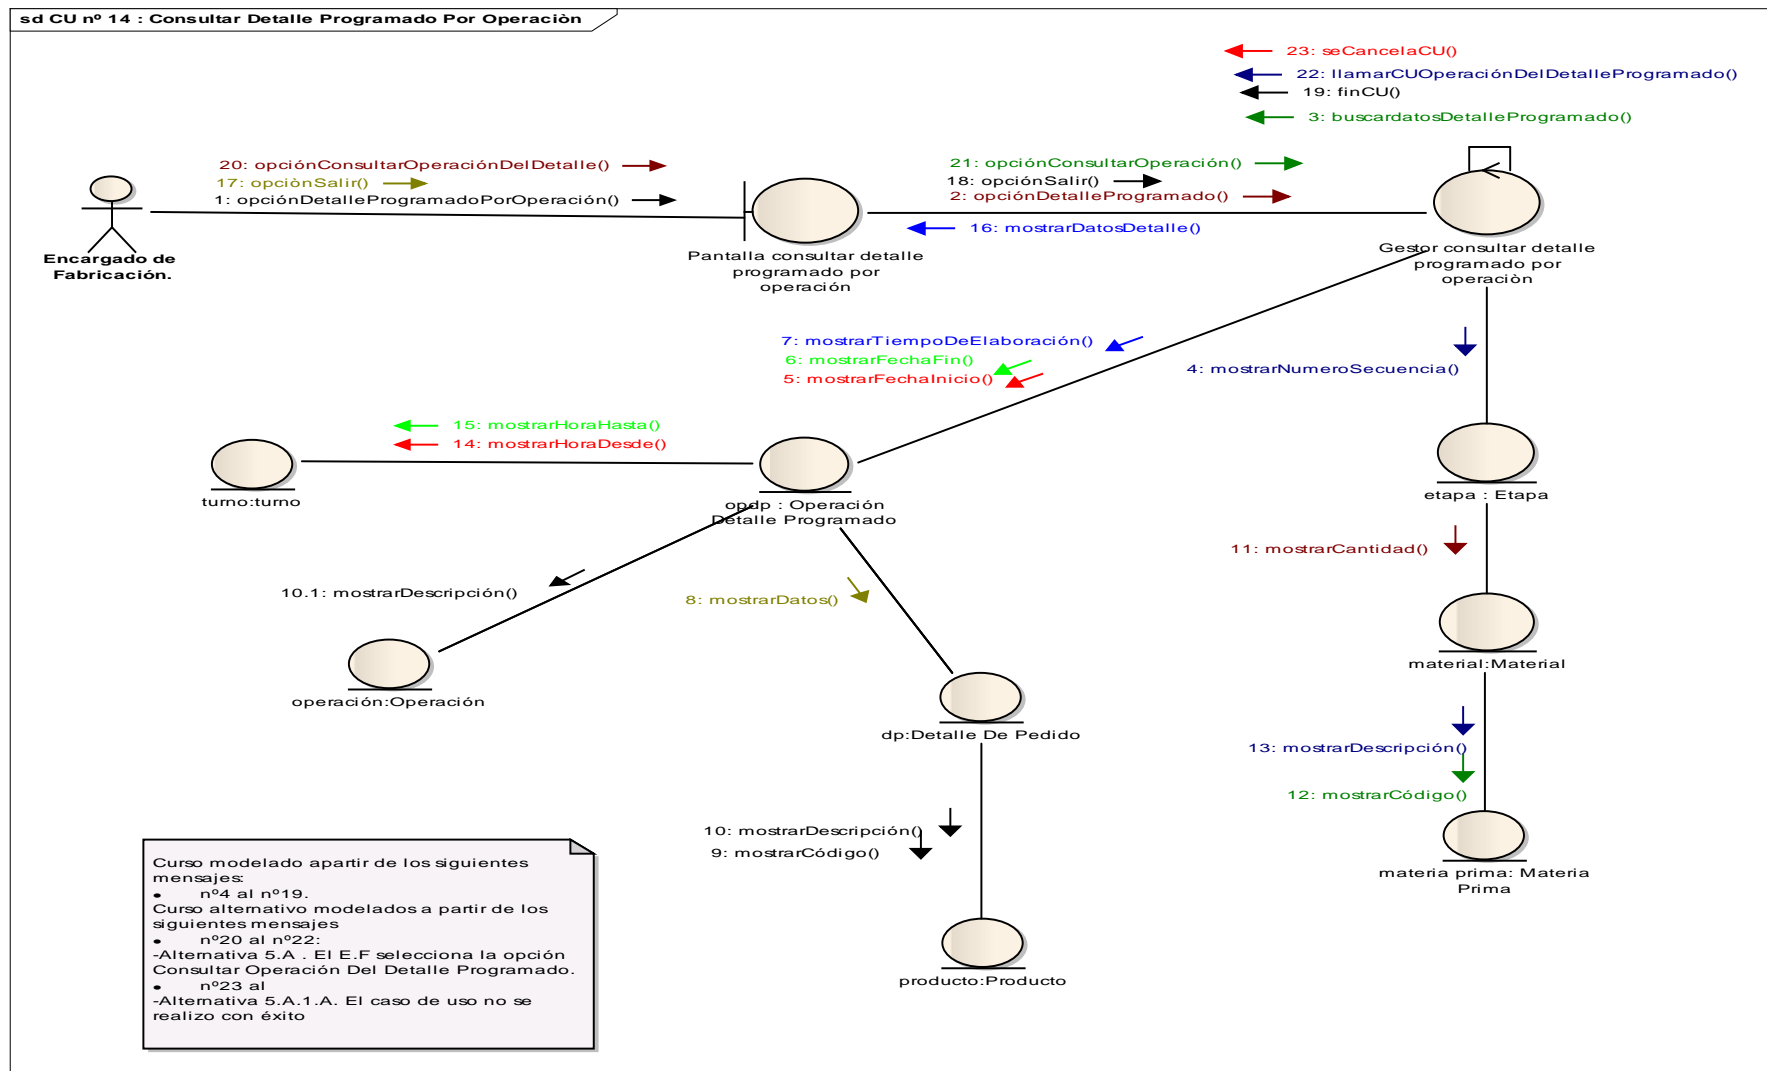 sd CU nº 14 : Consultar Detalle Programado Por Operaciòn
23: seCancelaCU()
22: llamarCUOperaciónDelDetalleProgramado()
19: finCU()
3: buscardatosDetalleProgramado()
20: opciónConsultarOperaciónDelDetalle()
17: opciònSalir()
1: opciónDetalleProgramadoPorOperación()
21: opciónConsultarOperación()
18: opciónSalir()
2: opciónDetalleProgramado()
16: mostrarDatosDetalle()
Encargado de
Fabricación.
Pantalla consultar detalle
programado por
operación
Gestor consultar detalle
programado por
operaciòn
7: mostrarTiempoDeElaboración()
6: mostrarFechaFin()
5: mostrarFechaInicio()
4: mostrarNumeroSecuencia()
15: mostrarHoraHasta()
14: mostrarHoraDesde()
turno:turno
opdp : Operación
Detalle Programado
etapa : Etapa
11: mostrarCantidad()
10.1: mostrarDescripción()
8: mostrarDatos()
operación:Operación
material:Material
dp:Detalle De Pedido
13: mostrarDescripción()
12: mostrarCódigo()
10: mostrarDescripción()
9: mostrarCódigo()
materia prima: Materia
Prima
producto:Producto
Curso modelado apartir de los siguientes
mensajes:
• nº4 al nº19.
Curso alternativo modelados a partir de los
siguientes mensajes
• nº20 al nº22:
-Alternativa 5.A . El E.F selecciona la opción
Consultar Operación Del Detalle Programado.
• nº23 al
-Alternativa 5.A.1.A. El caso de uso no se
realizo con éxito